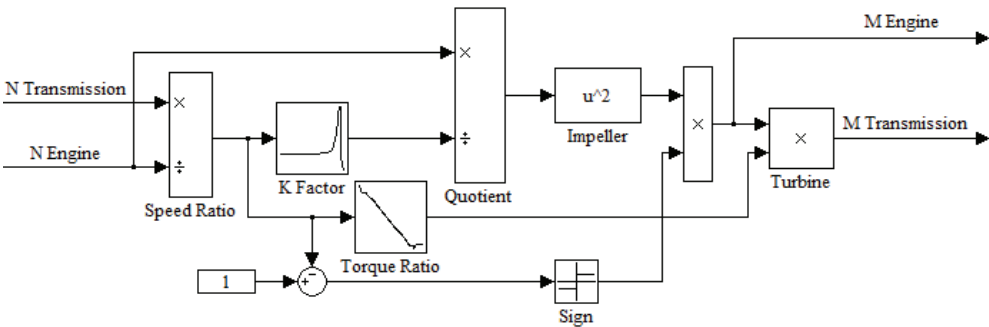 M Engine
×
N Transmission
×
u^2
Impeller
×
M Transmission
×
÷
N Engine
÷
K Factor
Quotient
Turbine
Speed Ratio
Torque Ratio
1
+
−
Sign